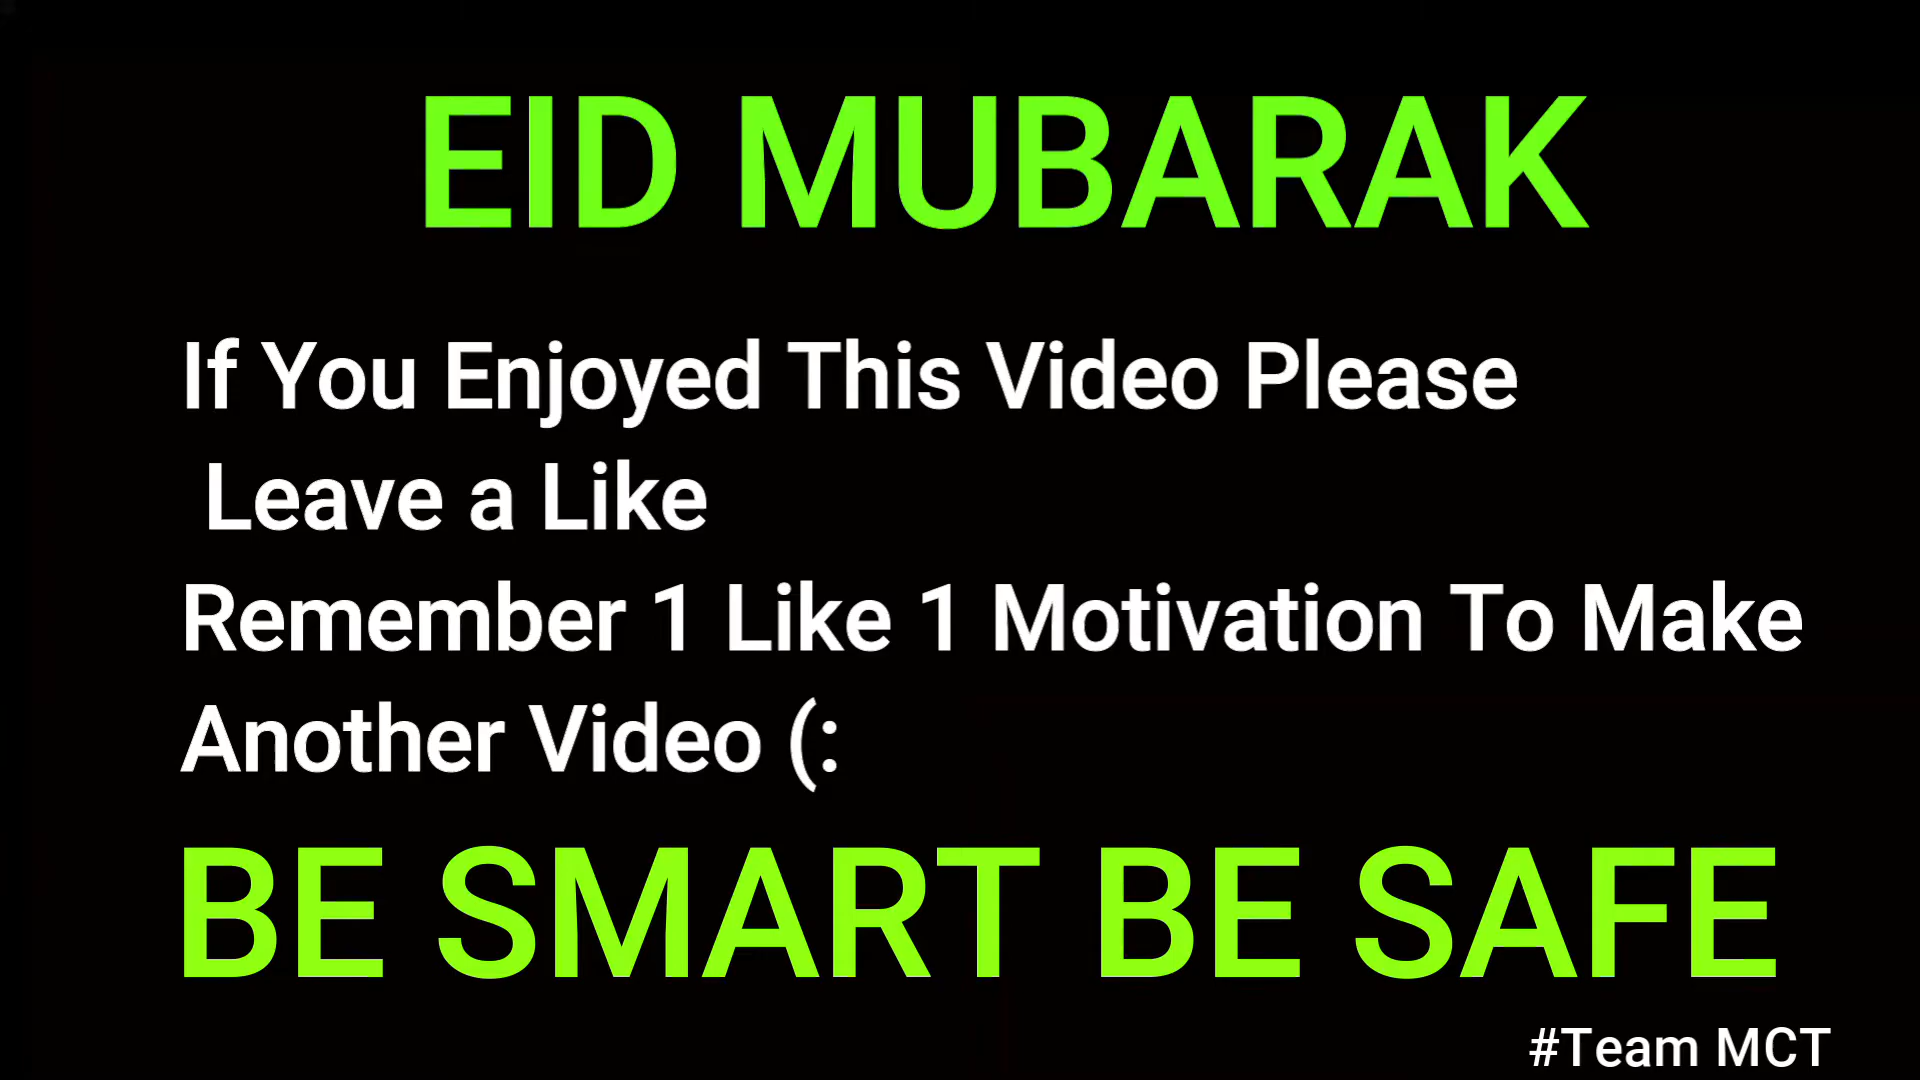 EID MUBARAK
If You Enjoyed This Video Please
Leave a Like
Remember 1 Like 1 Motivation To Make
Another Video (:
BE SMART BE SAFE
#Team MCT